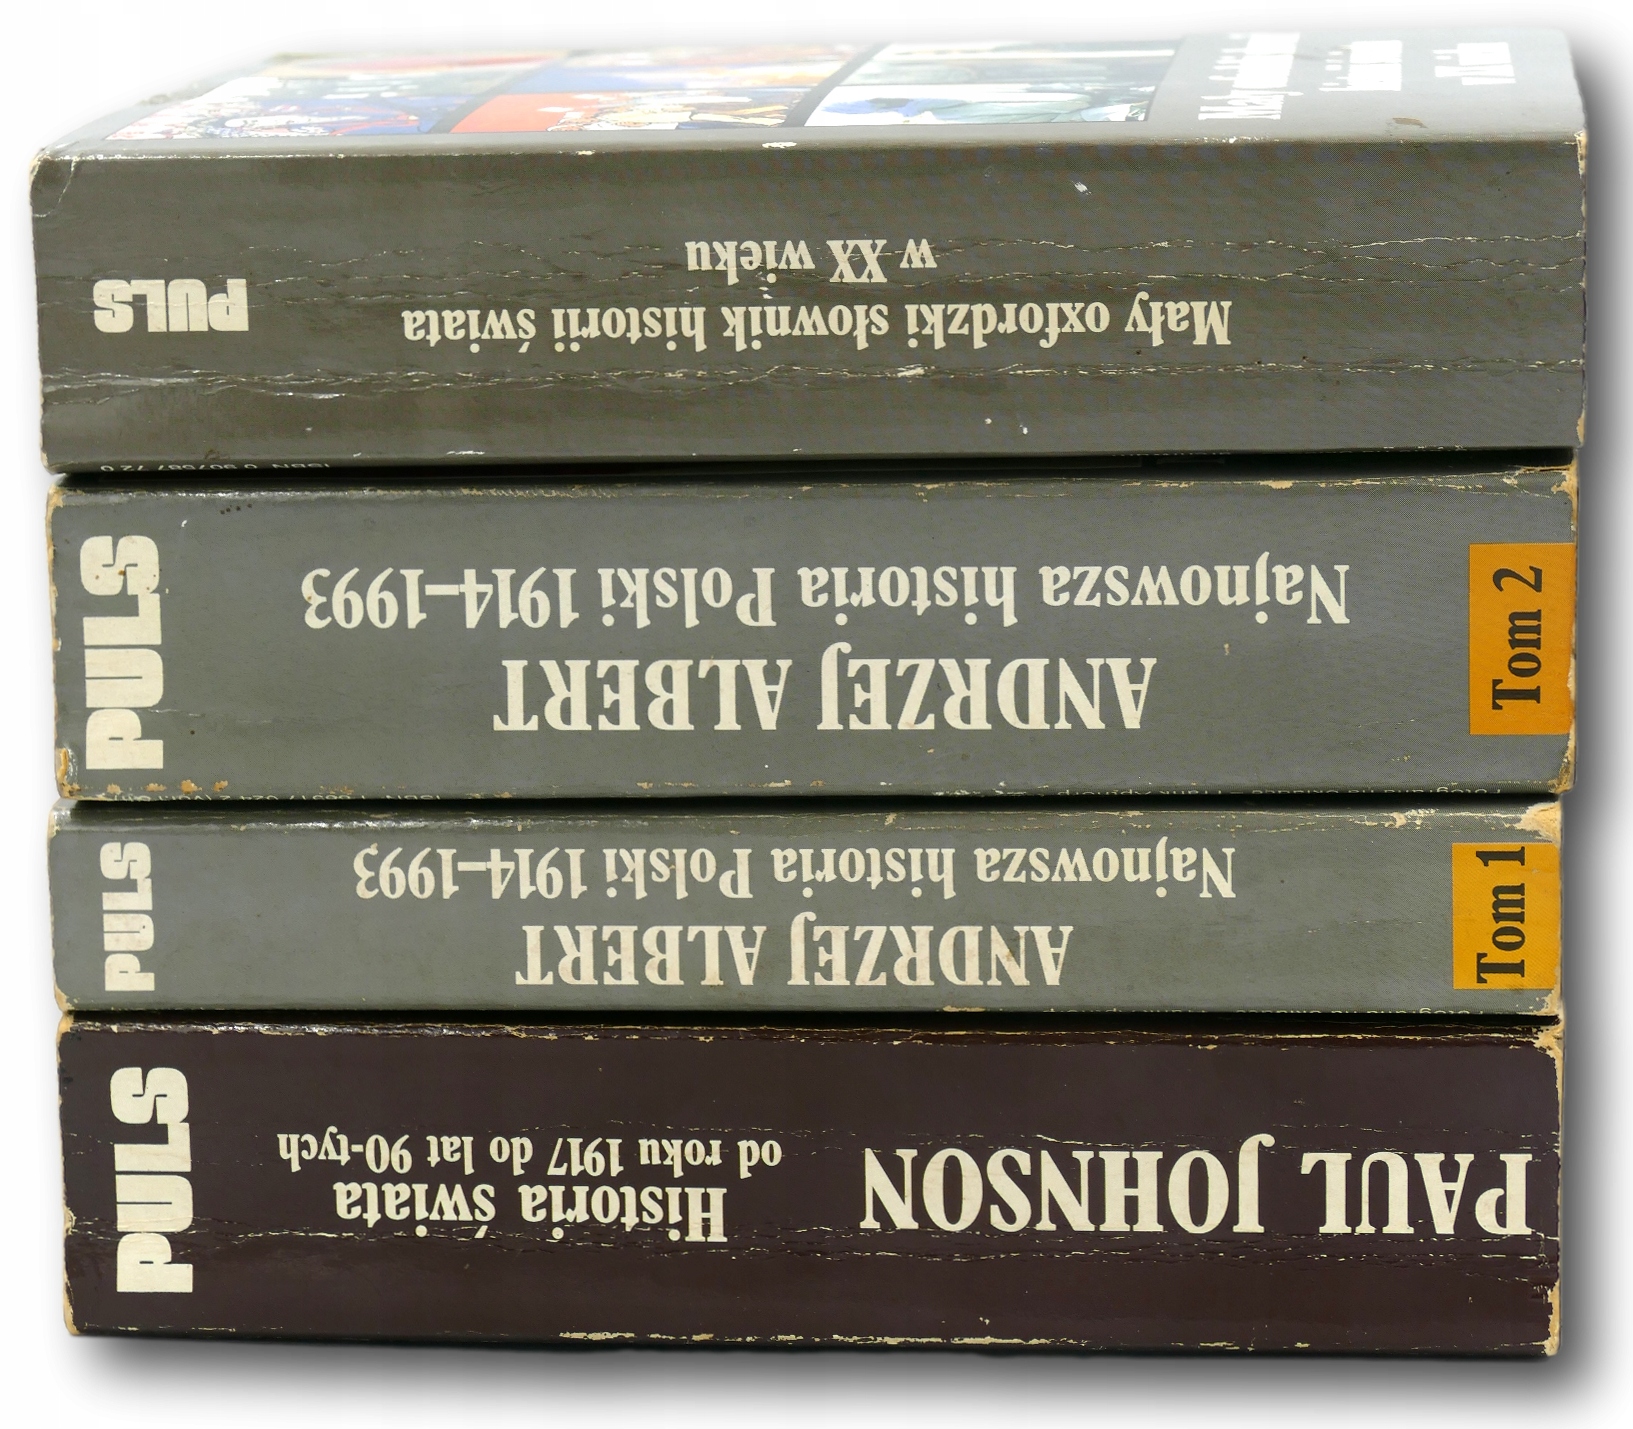 Mały oxfordzki słownik historii świata
w XX wieku
PULS
ANDRZEJ ALBERT
Najnowsza historia Polski 1914–1993
Tom 2
PULS
ANDRZEJ ALBERT
Najnowsza historia Polski 1914–1993
Tom 1
PULS
PAUL JOHNSON
Historia świata
od roku 1917 do lat 90-tych
PULS